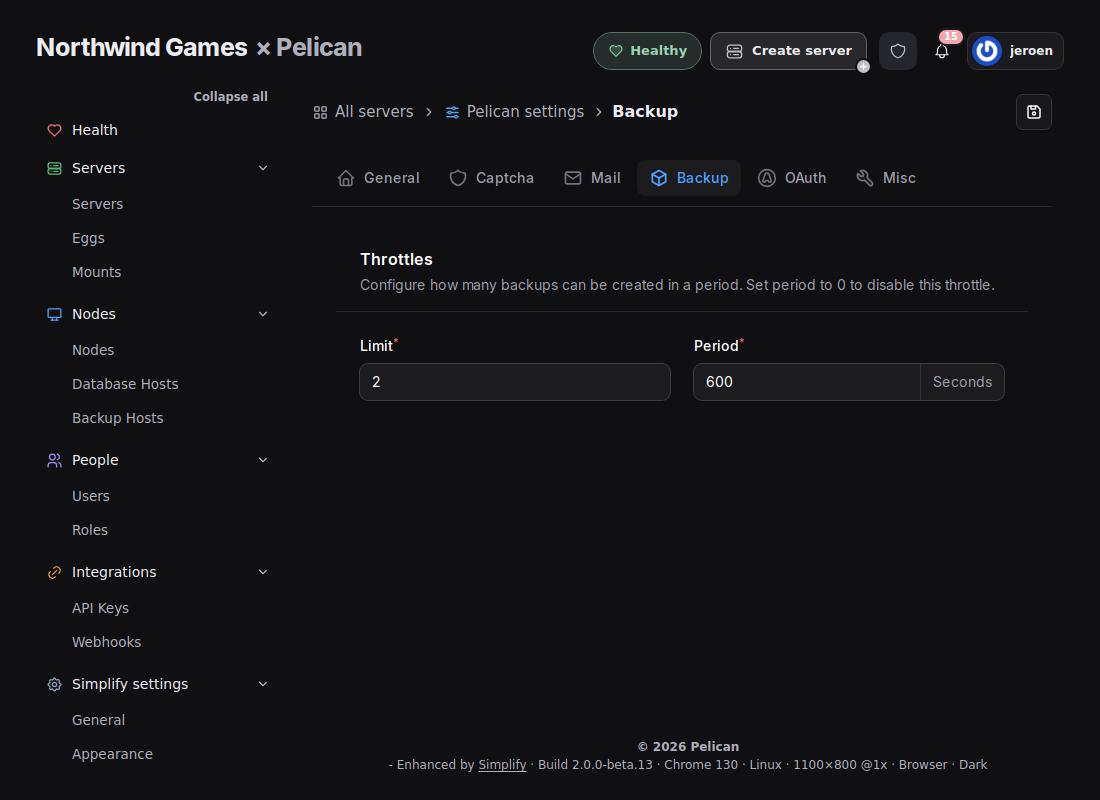 Northwind Games × Pelican
Healthy
Create server
15
jeroen
Collapse all
Health
Servers
Servers
Eggs
Mounts
Nodes
Nodes
Database Hosts
Backup Hosts
People
Users
Roles
Integrations
API Keys
Webhooks
Simplify settings
General
Appearance
All servers > Pelican settings > Backup
General
Captcha
Mail
Backup
OAuth
Misc
Throttles
Configure how many backups can be created in a period. Set period to 0 to disable this throttle.
Limit*
2
Period*
600 Seconds
© 2026 Pelican
- Enhanced by Simplify · Build 2.0.0-beta.13 · Chrome 130 · Linux · 1100×800 @1x · Browser · Dark